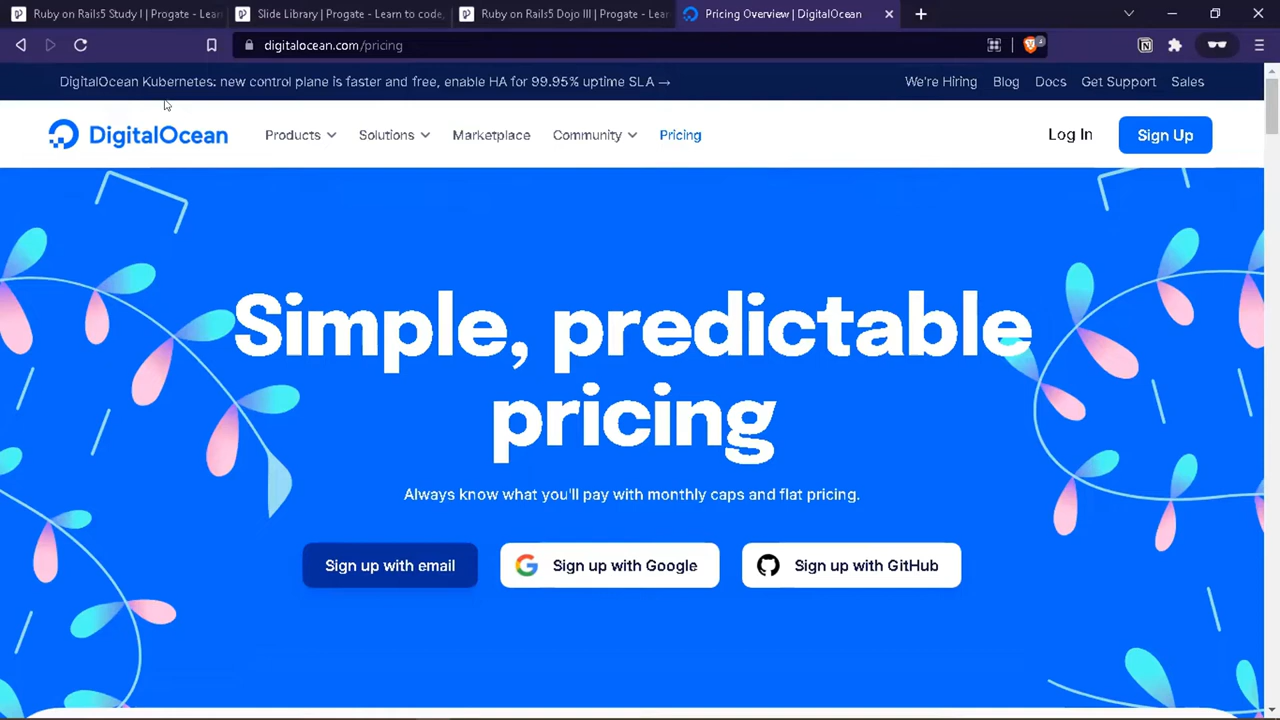 Ruby on Rails5 Study I | Progate - Lear
Slide Library | Progate - Learn to code,
Ruby on Rails5 Dojo III | Progate - Lear
Pricing Overview | DigitalOcean
digitalocean.com/pricing
4
DigitalOcean Kubernetes: new control plane is faster and free, enable HA for 99.95% uptime SLA →
We're Hiring Blog Docs Get Support Sales
DigitalOcean
Products Solutions Marketplace Community Pricing
Log In Sign Up
Simple, predictable
pricing
Always know what you'll pay with monthly caps and flat pricing.
Sign up with email
Sign up with Google
Sign up with GitHub